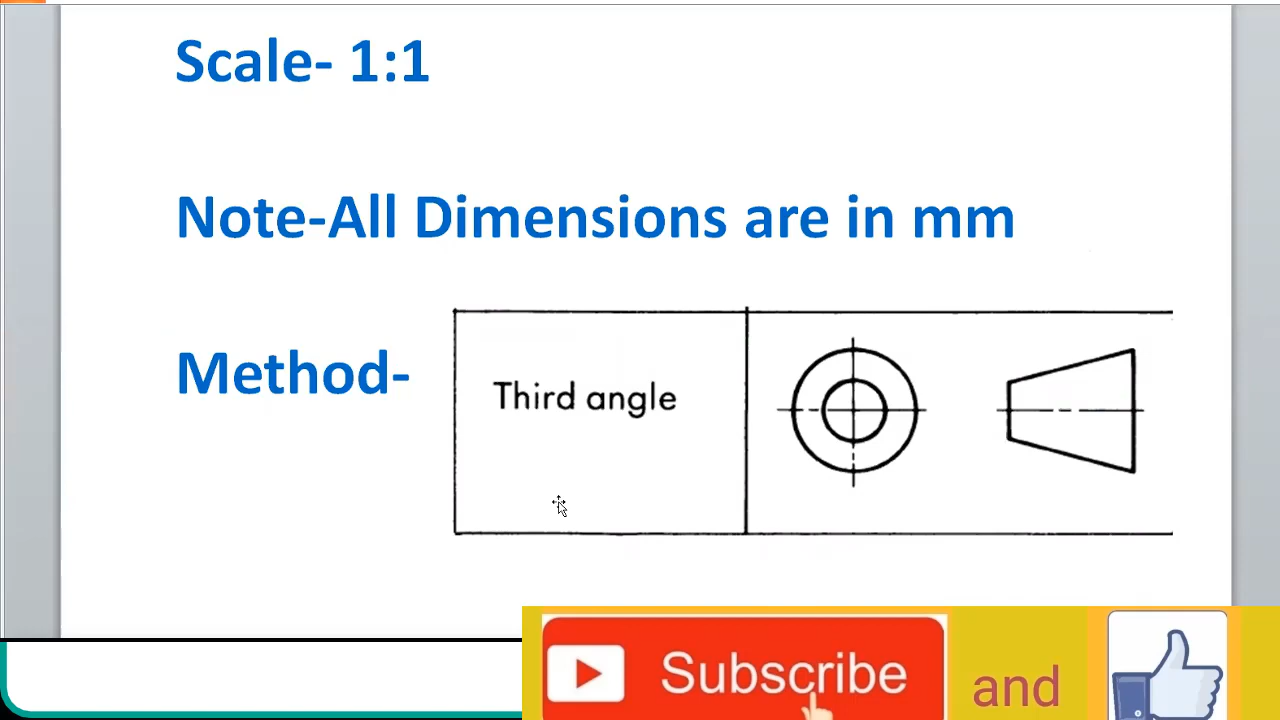 Scale- 1:1
Note-All Dimensions are in mm
Method-
Third angle
Subscribe
and